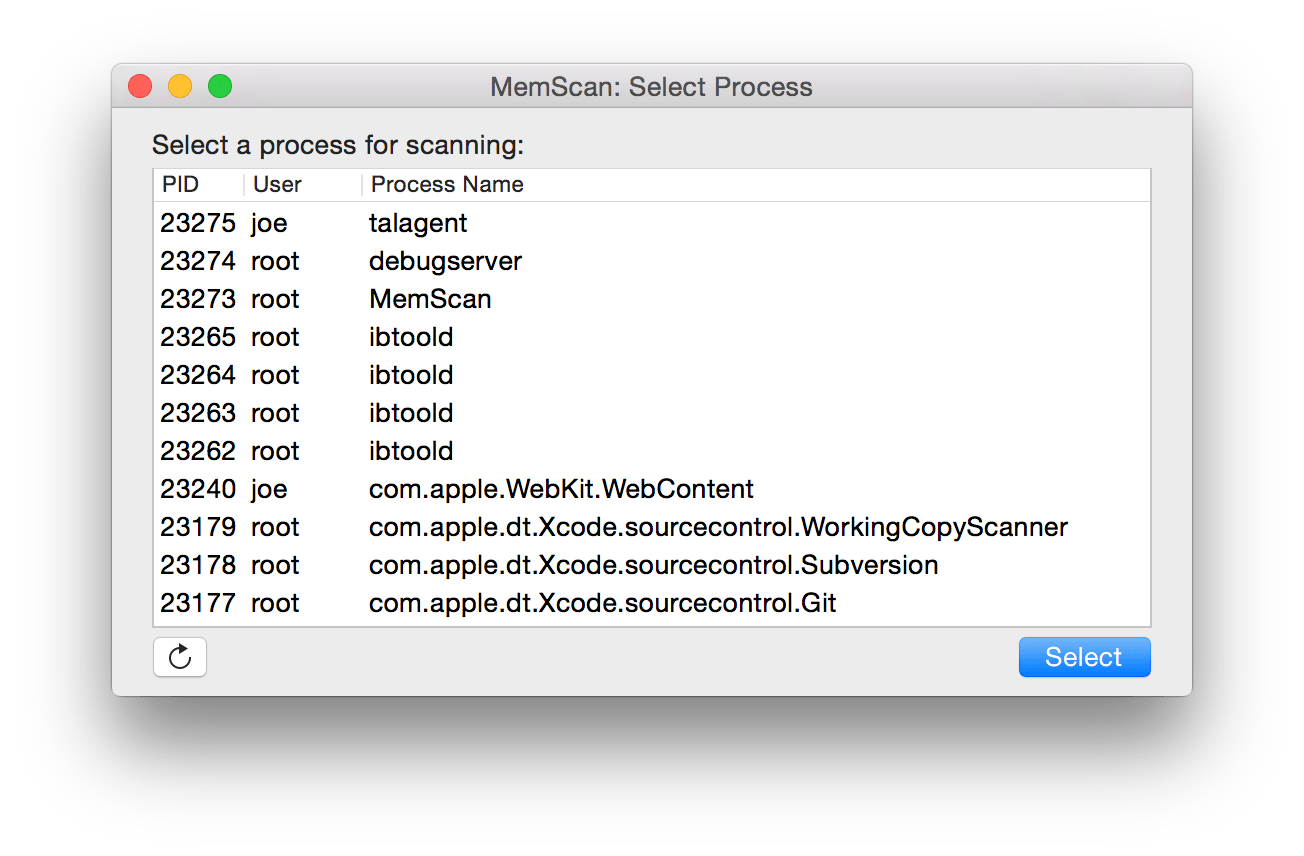 MemScan: Select Process
Select a process for scanning:
PID User Process Name
23275 joe talagent
23274 root debugserver
23273 root MemScan
23265 root ibtoold
23264 root ibtoold
23263 root ibtoold
23262 root ibtoold
23240 joe com.apple.WebKit.WebContent
23179 root com.apple.dt.Xcode.sourcecontrol.WorkingCopyScanner
23178 root com.apple.dt.Xcode.sourcecontrol.Subversion
23177 root com.apple.dt.Xcode.sourcecontrol.Git
Select